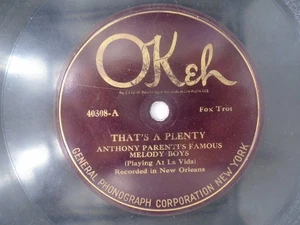 OKeh
40308-A
Fox Trot
THAT'S A PLENTY
ANTHONY PARENTI'S FAMOUS
MELODY BOYS
(Playing At La Vida)
Recorded in New Orleans
GENERAL PHONOGRAPH CORPORATION NEW YORK